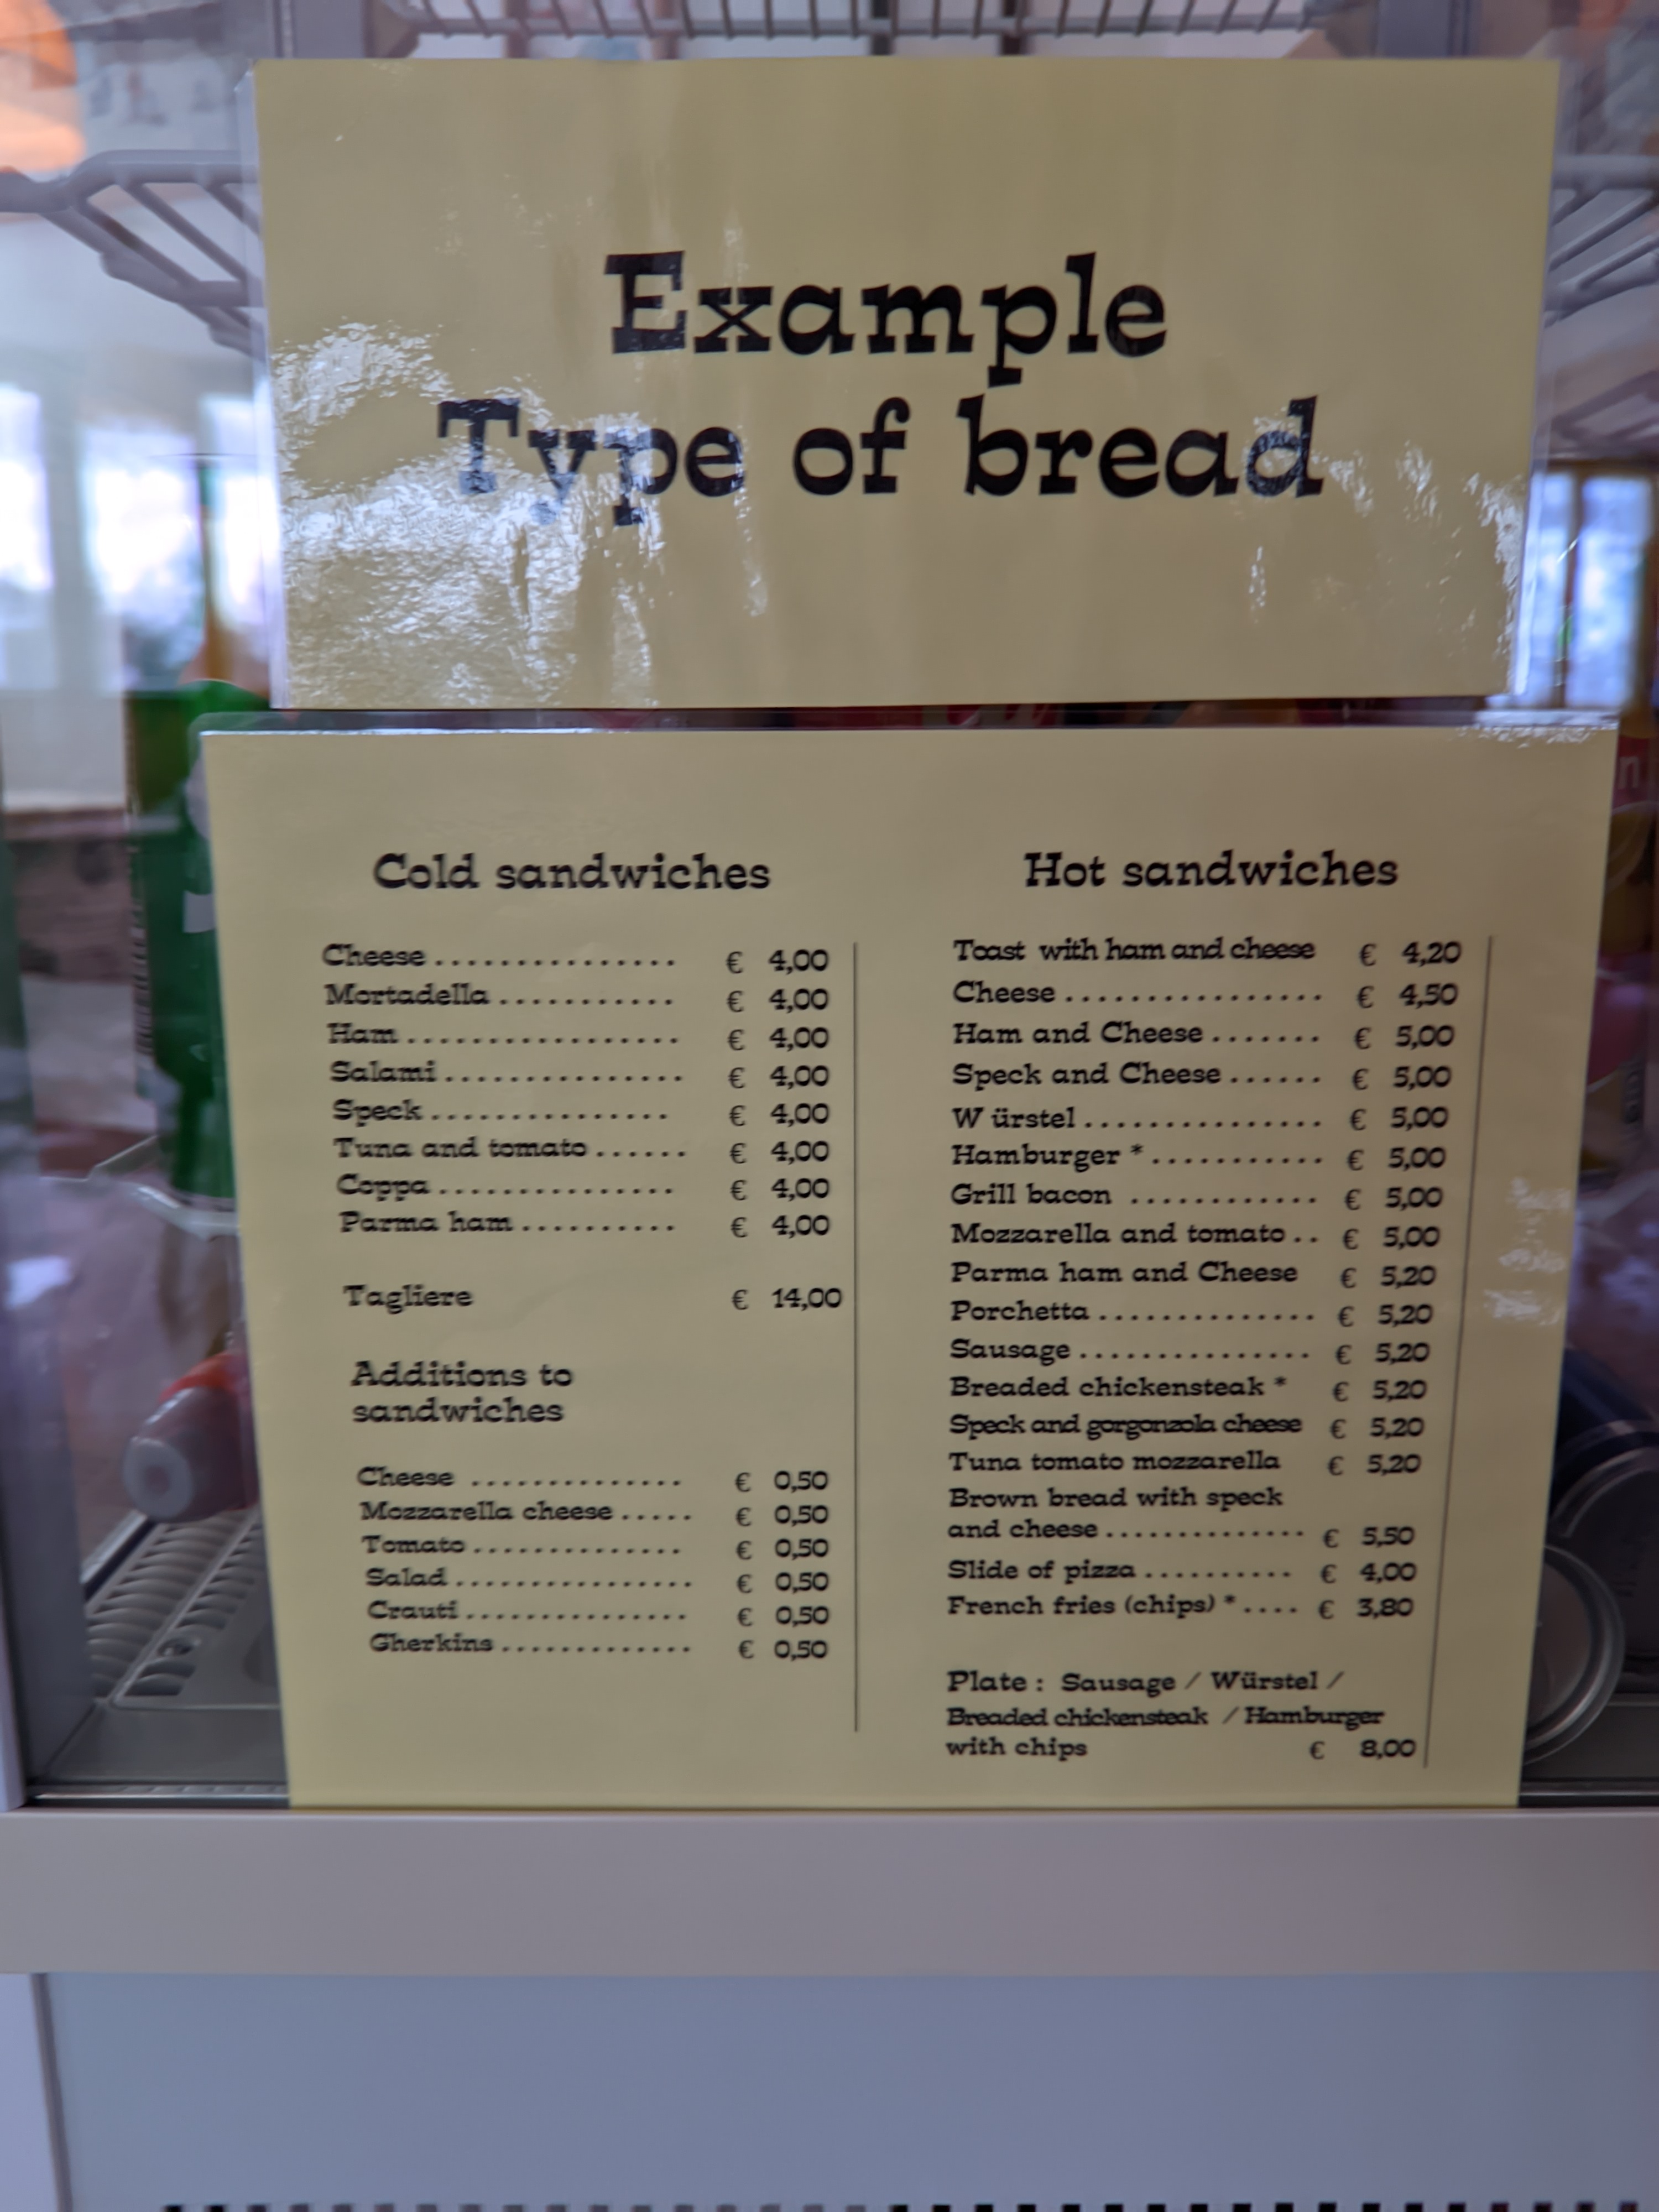 Example
Type of bread
Cold sandwiches
Cheese ............... € 4,00
Mortadella ........... € 4,00
Ham .................. € 4,00
Salami ................ € 4,00
Speck ................ € 4,00
Tuna and tomato ...... € 4,00
Coppa ................ € 4,00
Parma ham .......... € 4,00
Tagliere € 14,00
Additions to
sandwiches
Cheese .............. € 0,50
Mozzarella cheese ..... € 0,50
Tomato .............. € 0,50
Salad ................ € 0,50
Crauti ............... € 0,50
Gherkins ............. € 0,50
Hot sandwiches
Toast with ham and cheese € 4,20
Cheese ................ € 4,50
Ham and Cheese ....... € 5,00
Speck and Cheese ...... € 5,00
W ürstel ............... € 5,00
Hamburger * ........... € 5,00
Grill bacon ............ € 5,00
Mozzarella and tomato .. € 5,00
Parma ham and Cheese € 5,20
Porchetta .............. € 5,20
Sausage ............... € 5,20
Breaded chickensteak * € 5,20
Speck and gorgonzola cheese € 5,20
Tuna tomato mozzarella € 5,20
Brown bread with speck
and cheese .............. € 5,50
Slide of pizza .......... € 4,00
French fries (chips) * .... € 3,80
Plate : Sausage / Würstel /
Breaded chickensteak / Hamburger
with chips € 8,00